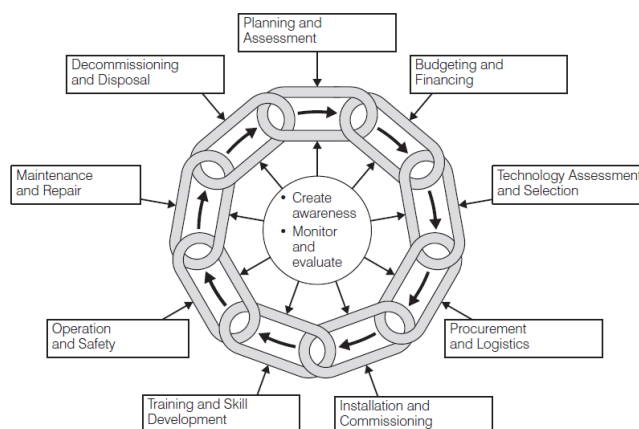 Planning and
Assessment
Decommissioning
and Disposal
Budgeting and
Financing
Maintenance
and Repair
• Create
awareness
• Monitor
and
evaluate
Technology Assessment
and Selection
Operation
and Safety
Procurement
and Logistics
Training and Skill
Development
Installation and
Commissioning